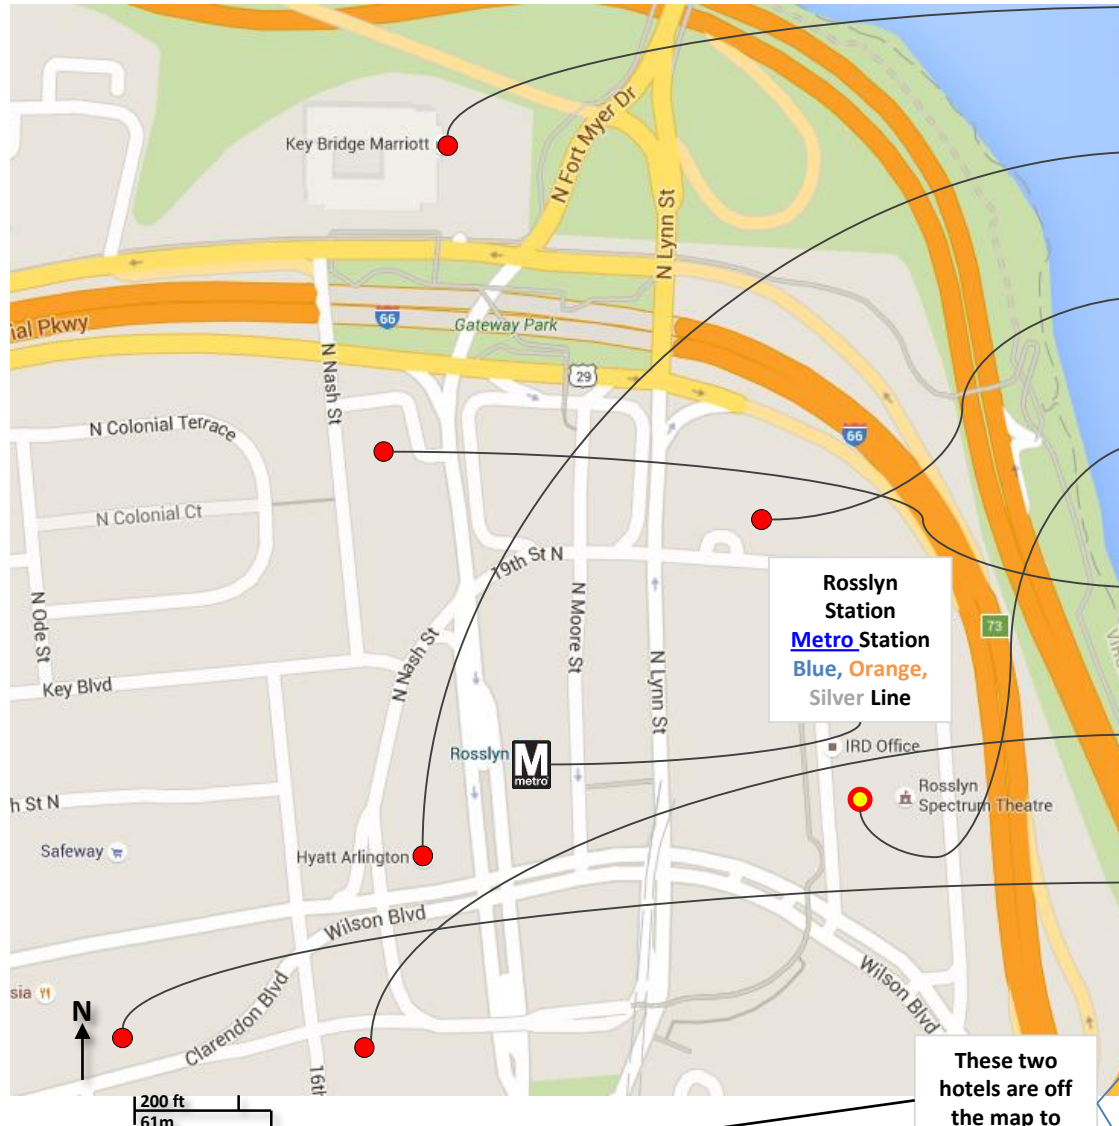 Key Bridge Marriott
N Fort Myer Dr
N Lynn St
ial Pkwy
66
Gateway Park
29
N Nash St
N Colonial Terrace
66
N Colonial Ct
19th St N
N Ode St
N Moore St
Rosslyn
Station
Metro Station
Blue, Orange,
Silver Line
73
N Nash St
N Lynn St
Key Blvd
Rosslyn
M
metro
IRD Office
Rosslyn
Spectrum Theatre
h St N
Safeway
Hyatt Arlington
Wilson Blvd
sia
N
Clarendon Blvd
Wilson Blvd
16th
200 ft
61m
These two
hotels are off
the map to